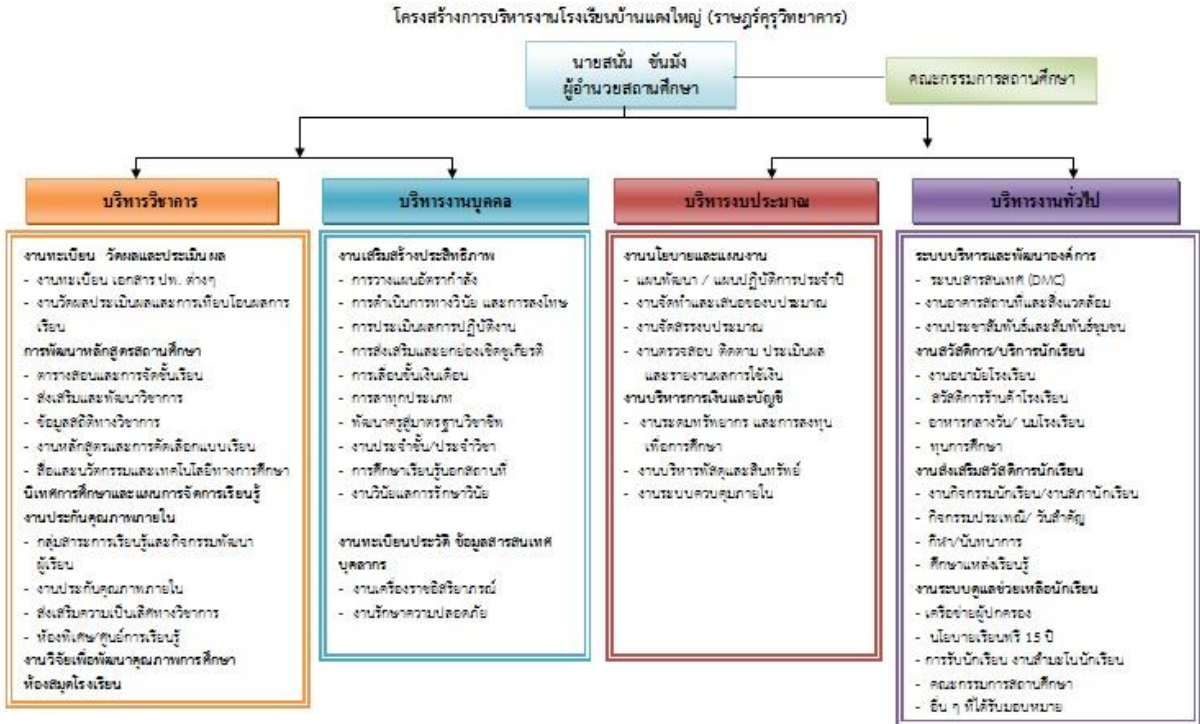 โครงสร้างการบริหารงานโรงเรียนบ้านแดงใหญ่ (ราษฎร์คุรุวิทยาคาร)
นายสนั่น ขันมัง
ผู้อำนวยสถานศึกษา
คณะกรรมการสถานศึกษา
บริหารวิชาการ
งานทะเบียน วัดผลและประเมินผล
- งานทะเบียน เอกสาร ปพ. ต่างๆ
- งานวัดผลประเมินผลและการเทียบโอนผลการ
เรียน
การพัฒนาหลักสูตรสถานศึกษา
- ตารางสอนและการจัดชั้นเรียน
- ส่งเสริมและพัฒนาวิชาการ
- ข้อมูลสถิติทางวิชาการ
- งานหลักสูตรและการคัดเลือกแบบเรียน
- สื่อและนวัตกรรมและเทคโนโลยีทางการศึกษา
นิเทศการศึกษาและแผนการจัดการเรียนรู้
งานประกันคุณภาพภายใน
- กลุ่มสาระการเรียนรู้และกิจกรรมพัฒนา
ผู้เรียน
- งานประกันคุณภาพภายใน
- ส่งเสริมความเป็นเลิศทางวิชาการ
- ห้องพิเศษ/ศูนย์การเรียนรู้
งานวิจัยเพื่อพัฒนาคุณภาพการศึกษา
ห้องสมุดโรงเรียน
บริหารงานบุคคล
งานเสริมสร้างประสิทธิภาพ
- การวางแผนอัตรากำลัง
- การดำเนินการทางวินัย และการลงโทษ
- การประเมินผลการปฏิบัติงาน
- การส่งเสริมและยกย่องเชิดชูเกียรติ
- การเลื่อนขั้นเงินเดือน
- การลาทุกประเภท
- พัฒนาครูสู่มาตรฐานวิชาชีพ
- งานประจำชั้น/ประจำวิชา
- การศึกษาเรียนรู้นอกสถานที่
- งานวินัยและการรักษาวินัย
งานทะเบียนประวัติ ข้อมูลสารสนเทศ
บุคลากร
- งานเครื่องราชอิสริยาภรณ์
- งานรักษาความปลอดภัย
บริหารงบประมาณ
งานนโยบายและแผนงาน
- แผนพัฒนา / แผนปฏิบัติการประจำปี
- งานจัดทำและเสนอของบประมาณ
- งานจัดสรรงบประมาณ
- งานตรวจสอบ ติดตาม ประเมินผล
และรายงานผลการใช้เงิน
งานบริหารการเงินและบัญชี
- งานระดมทรัพยากร และการลงทุน
เพื่อการศึกษา
- งานบริหารพัสดุและสินทรัพย์
- งานระบบควบคุมภายใน
บริหารงานทั่วไป
ระบบบริหารและพัฒนาองค์การ
- ระบบสารสนเทศ (DMC)
- งานอาคารสถานที่และสิ่งแวดล้อม
- งานประชาสัมพันธ์และสัมพันธ์ชุมชน
งานสวัสดิการ/บริการนักเรียน
- งานอนามัยโรงเรียน
- สวัสดิการร้านค้าโรงเรียน
- อาหารกลางวัน/ นมโรงเรียน
- ทุนการศึกษา
งานส่งเสริมสวัสดิการนักเรียน
- งานกิจกรรมนักเรียน/งานสภานักเรียน
- กิจกรรมประเพณี/ วันสำคัญ
- กีฬา/นันทนาการ
- ศึกษาแหล่งเรียนรู้
งานระบบดูแลช่วยเหลือนักเรียน
- เครือข่ายผู้ปกครอง
- นโยบายเรียนฟรี 15 ปี
- การรับนักเรียน งานสำมะโนนักเรียน
- คณะกรรมการสถานศึกษา
- อื่น ๆ ที่ได้รับมอบหมาย